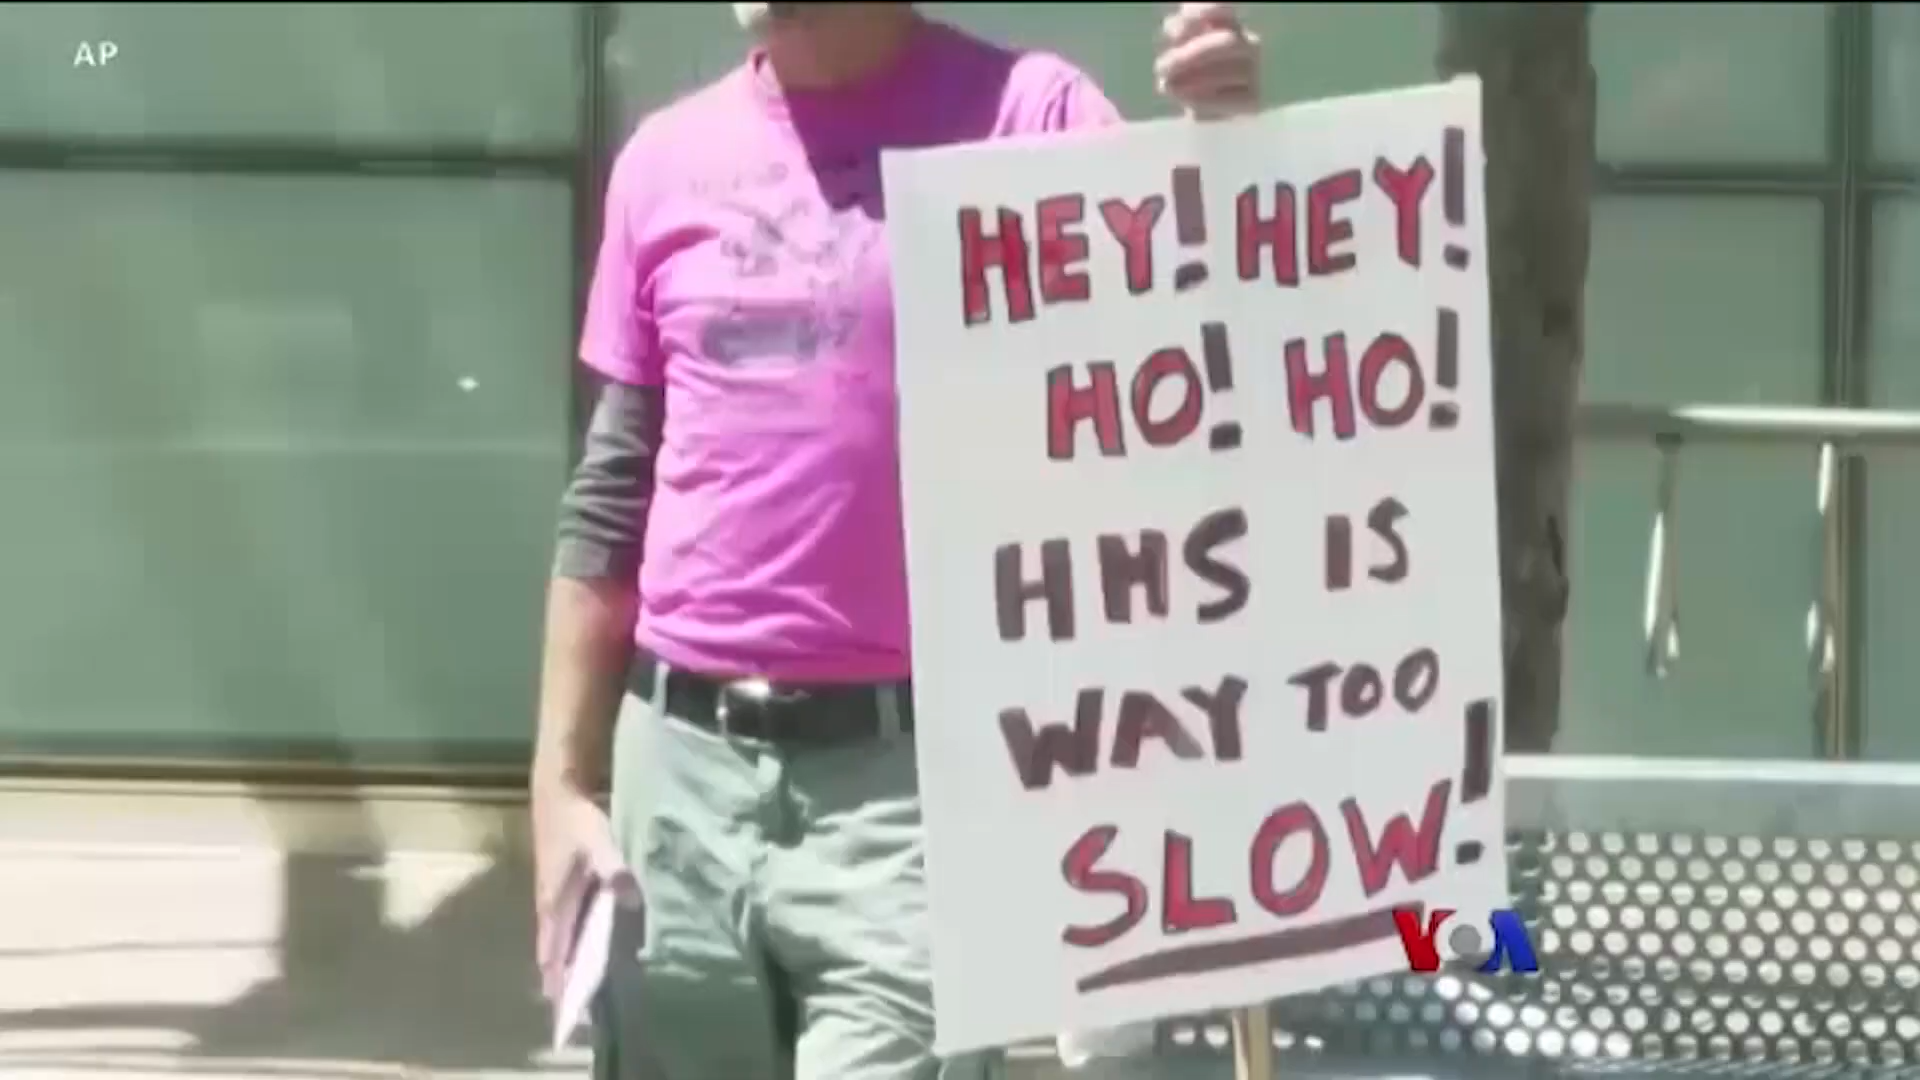 AP
HEY! HEY!
HO! HO!
HHS IS
WAY TOO
SLOW!
VOA